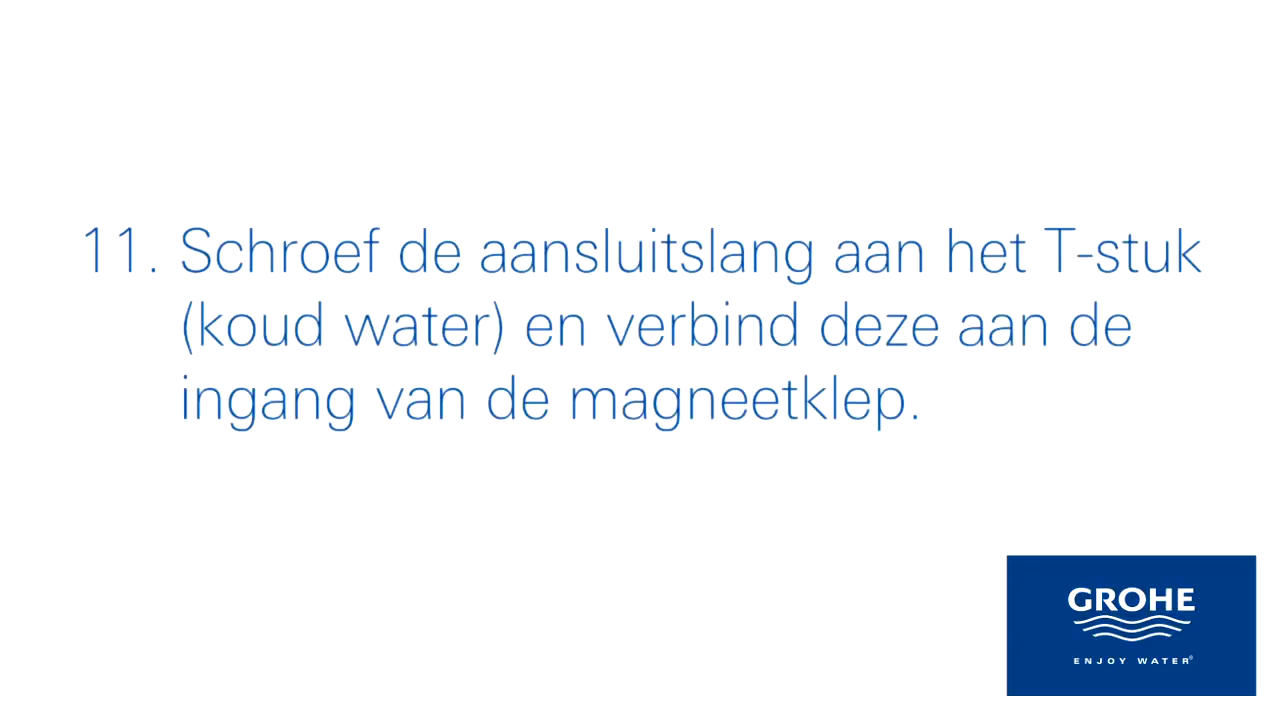 11. Schroef de aansluitslang aan het T-stuk
(koud water) en verbind deze aan de
ingang van de magneetklep.
GROHE
ENJOY WATER®